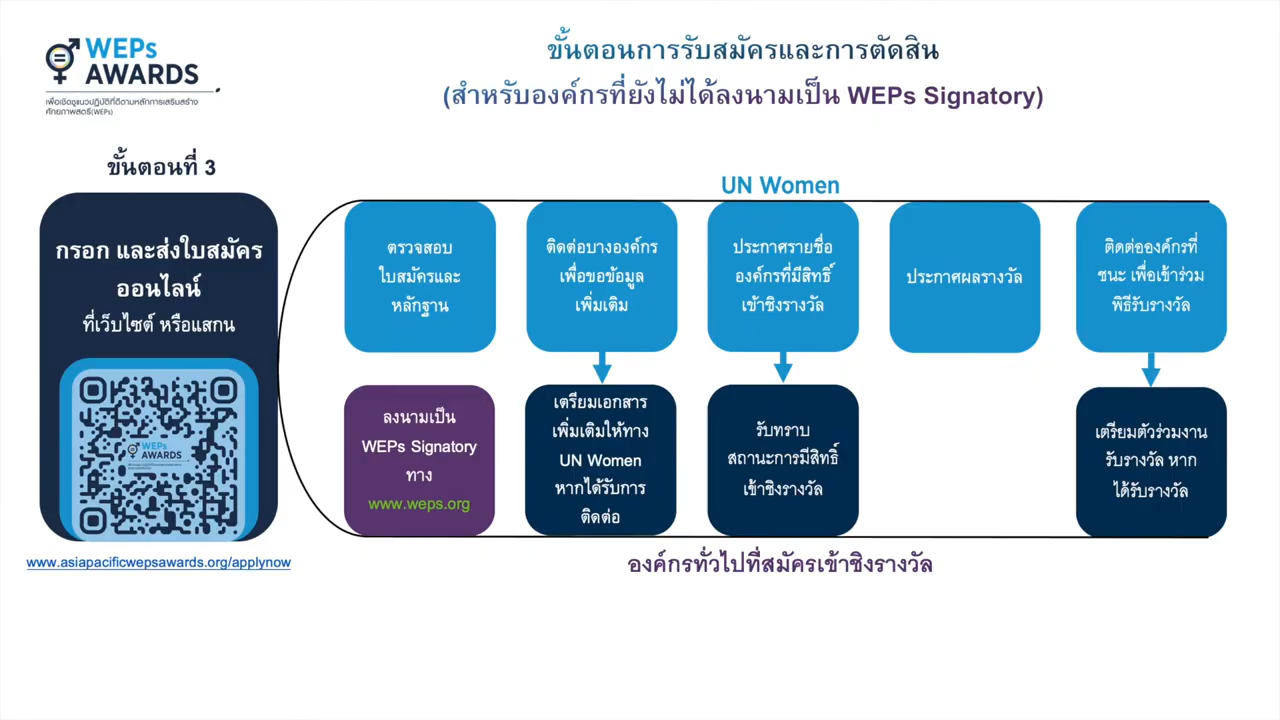 WEPs
AWARDS
เพื่อเชิดชูแนวปฏิบัติที่ดีตามหลักการเสริมสร้าง
ศักยภาพสตรี(WEPs)
ขั้นตอนการรับสมัครและการตัดสิน
(สำหรับองค์กรที่ยังไม่ได้ลงนามเป็น WEPs Signatory)
ขั้นตอนที่ 3
กรอก และส่งใบสมัคร
ออนไลน์
ที่เว็บไซต์ หรือแสกน
WEPs
AWARDS
www.asiapacificwepsawards.org/applynow
UN Women
ตรวจสอบ
ใบสมัครและ
หลักฐาน
ติดต่อบางองค์กร
เพื่อขอข้อมูล
เพิ่มเติม
ประกาศรายชื่อ
องค์กรที่มีสิทธิ์
เข้าชิงรางวัล
ประกาศผลรางวัล
ติดต่อองค์กรที่
ชนะ เพื่อเข้าร่วม
พิธีรับรางวัล
ลงนามเป็น
WEPs Signatory
ทาง
www.weps.org
เตรียมเอกสาร
เพิ่มเติมให้ทาง
UN Women
หากได้รับการ
ติดต่อ
รับทราบ
สถานะการมีสิทธิ์
เข้าชิงรางวัล
เตรียมตัวร่วมงาน
รับรางวัล หาก
ได้รับรางวัล
องค์กรทั่วไปที่สมัครเข้าชิงรางวัล